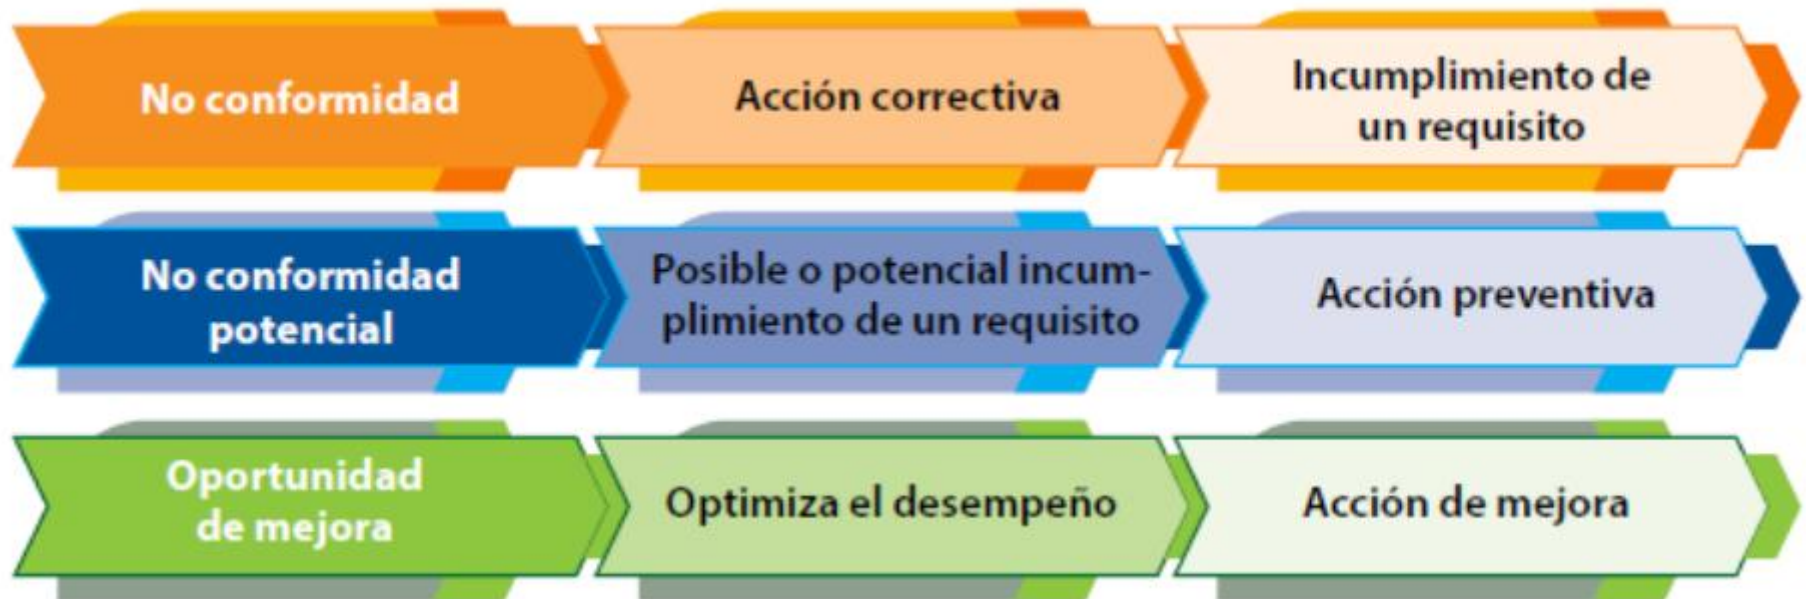 No conformidad
Acción correctiva
Incumplimiento de
un requisito
No conformidad
potencial
Posible o potencial incum-
plimiento de un requisito
Acción preventiva
Oportunidad
de mejora
Optimiza el desempeño
Acción de mejora